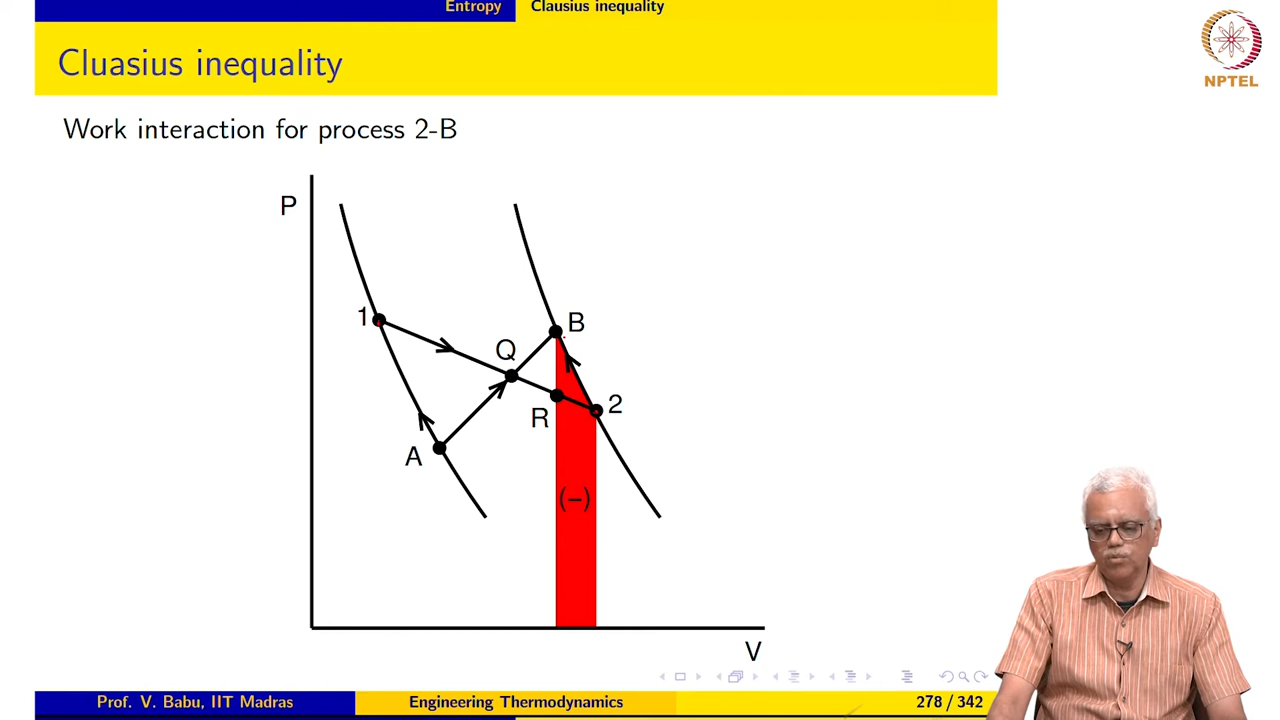 Entropy Clausius inequality
Cluasius inequality
NPTEL
Work interaction for process 2-B
P
1
B
Q
2
R
A
(−)
V
Prof. V. Babu, IIT Madras Engineering Thermodynamics 278 / 342